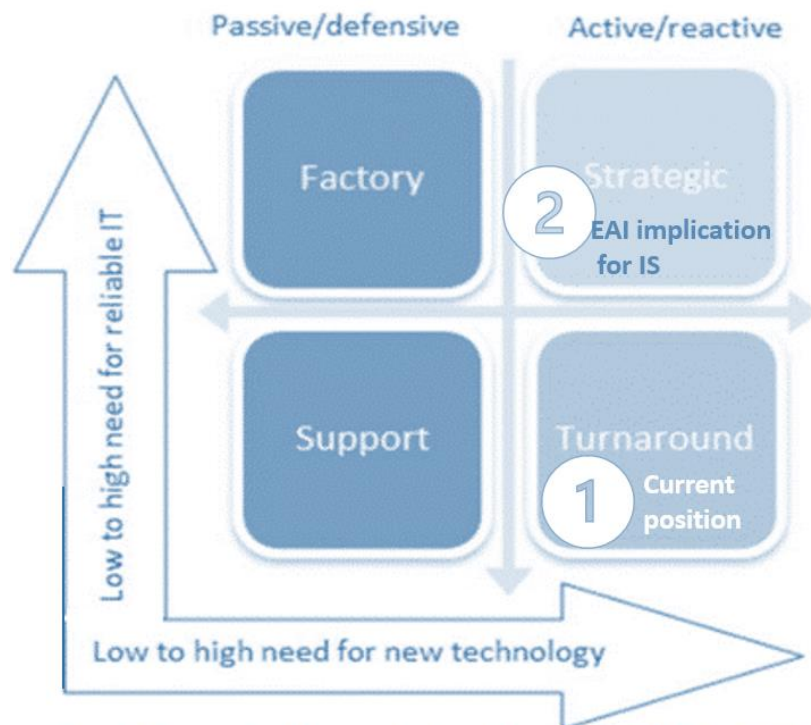 Passive/defensive
Active/reactive
Factory
Strategic
2
EAI implication
for IS
Support
Turnaround
1
Current
position
Low to high need for reliable IT
Low to high need for new technology